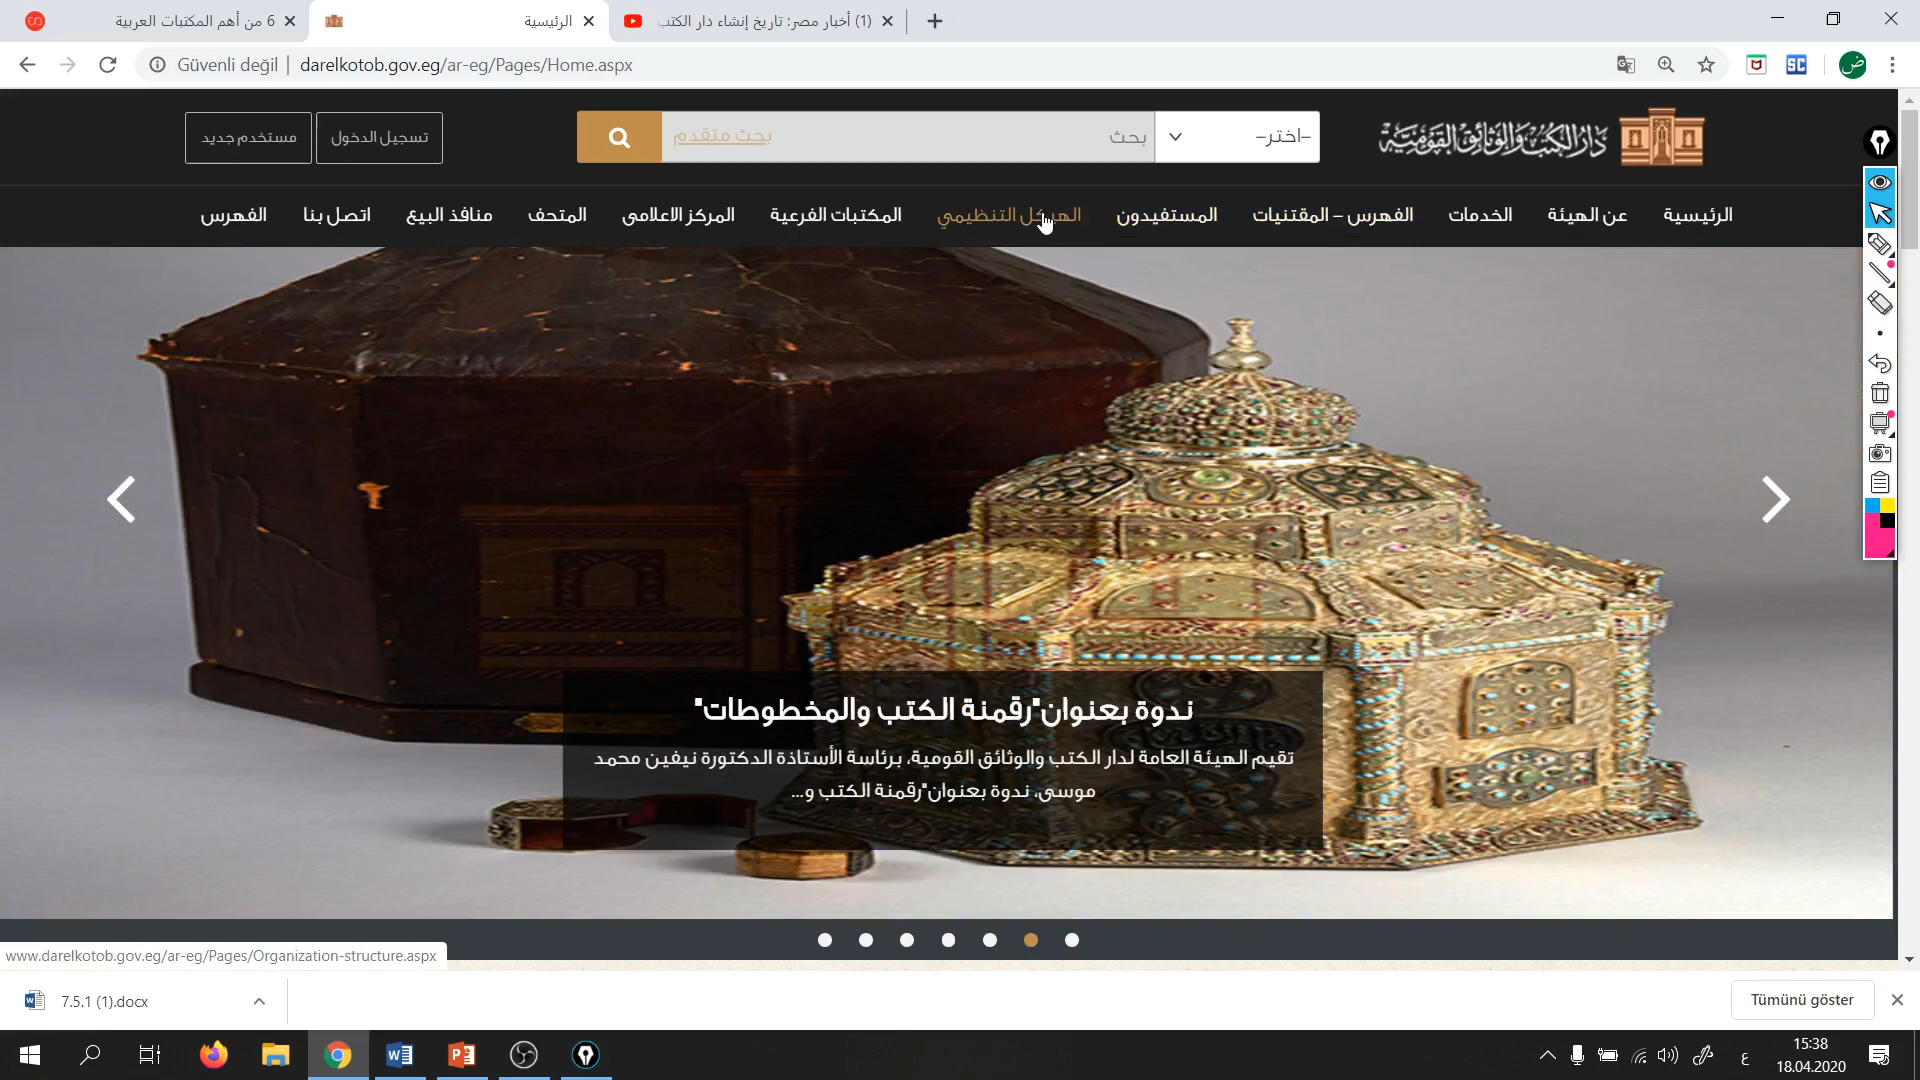 6 من أهم المكتبات العربية
الرئيسية
(1) أخبار مصر: تاريخ إنشاء دار الكتب
Güvenli değil | darelkotob.gov.eg/ar-eg/Pages/Home.aspx
دار الكتب والوثائق القومية
-اختر-
بحث
بحث متقدم
تسجيل الدخول
مستخدم جديد
الرئيسية
عن الهيئة
الخدمات
الفهرس – المقتنيات
المستفيدون
الهيكل التنظيمي
المكتبات الفرعية
المركز الاعلامى
المتحف
منافذ البيع
اتصل بنا
الفهرس
ندوة بعنوان"رقمنة الكتب والمخطوطات"
تقيم الهيئة العامة لدار الكتب والوثائق القومية، برئاسة الأستاذة الدكتورة نيفين محمد
موسى، ندوة بعنوان"رقمنة الكتب و...
www.darelkotob.gov.eg/ar-eg/Pages/Organization-structure.aspx
7.5.1 (1).docx
Tümünü göster
ع
15:38
18.04.2020